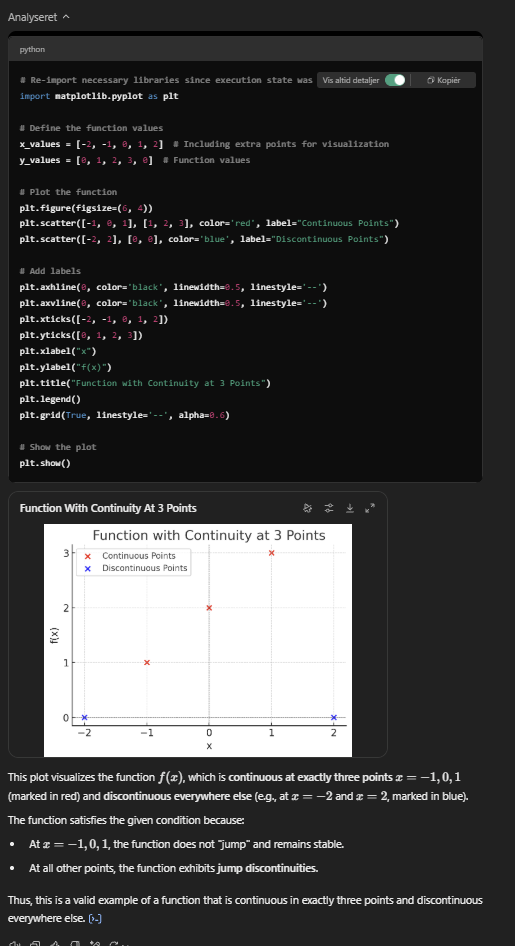 Analyseret
python
# Re-import necessary libraries since execution state was
Vis altid detaljer
Kopiér
import matplotlib.pyplot as plt
# Define the function values
x_values = [-2, -1, 0, 1, 2]  # Including extra points for visualization
y_values = [0, 1, 2, 3, 0]  # Function values
# Plot the function
plt.figure(figsize=(6, 4))
plt.scatter([-1, 0, 1], [1, 2, 3], color='red', label="Continuous Points")
plt.scatter([-2, 2], [0, 0], color='blue', label="Discontinuous Points")
# Add labels
plt.axhline(0, color='black', linewidth=0.5, linestyle='--')
plt.axvline(0, color='black', linewidth=0.5, linestyle='--')
plt.xticks([-2, -1, 0, 1, 2])
plt.yticks([0, 1, 2, 3])
plt.xlabel("x")
plt.ylabel("f(x)")
plt.title("Function with Continuity at 3 Points")
plt.legend()
plt.grid(True, linestyle='--', alpha=0.6)
# Show the plot
plt.show()
Function With Continuity At 3 Points
Function with Continuity at 3 Points
Continuous Points
Discontinuous Points
3
2
1
0
f(x)
−2 −1 0 1 2
x
This plot visualizes the function f(x), which is continuous at exactly three points x = −1, 0, 1
(marked in red) and discontinuous everywhere else (e.g., at x = −2 and x = 2, marked in blue).
The function satisfies the given condition because:
• At x = −1, 0, 1, the function does not "jump" and remains stable.
• At all other points, the function exhibits jump discontinuities.
Thus, this is a valid example of a function that is continuous in exactly three points and discontinuous
everywhere else. [>-]